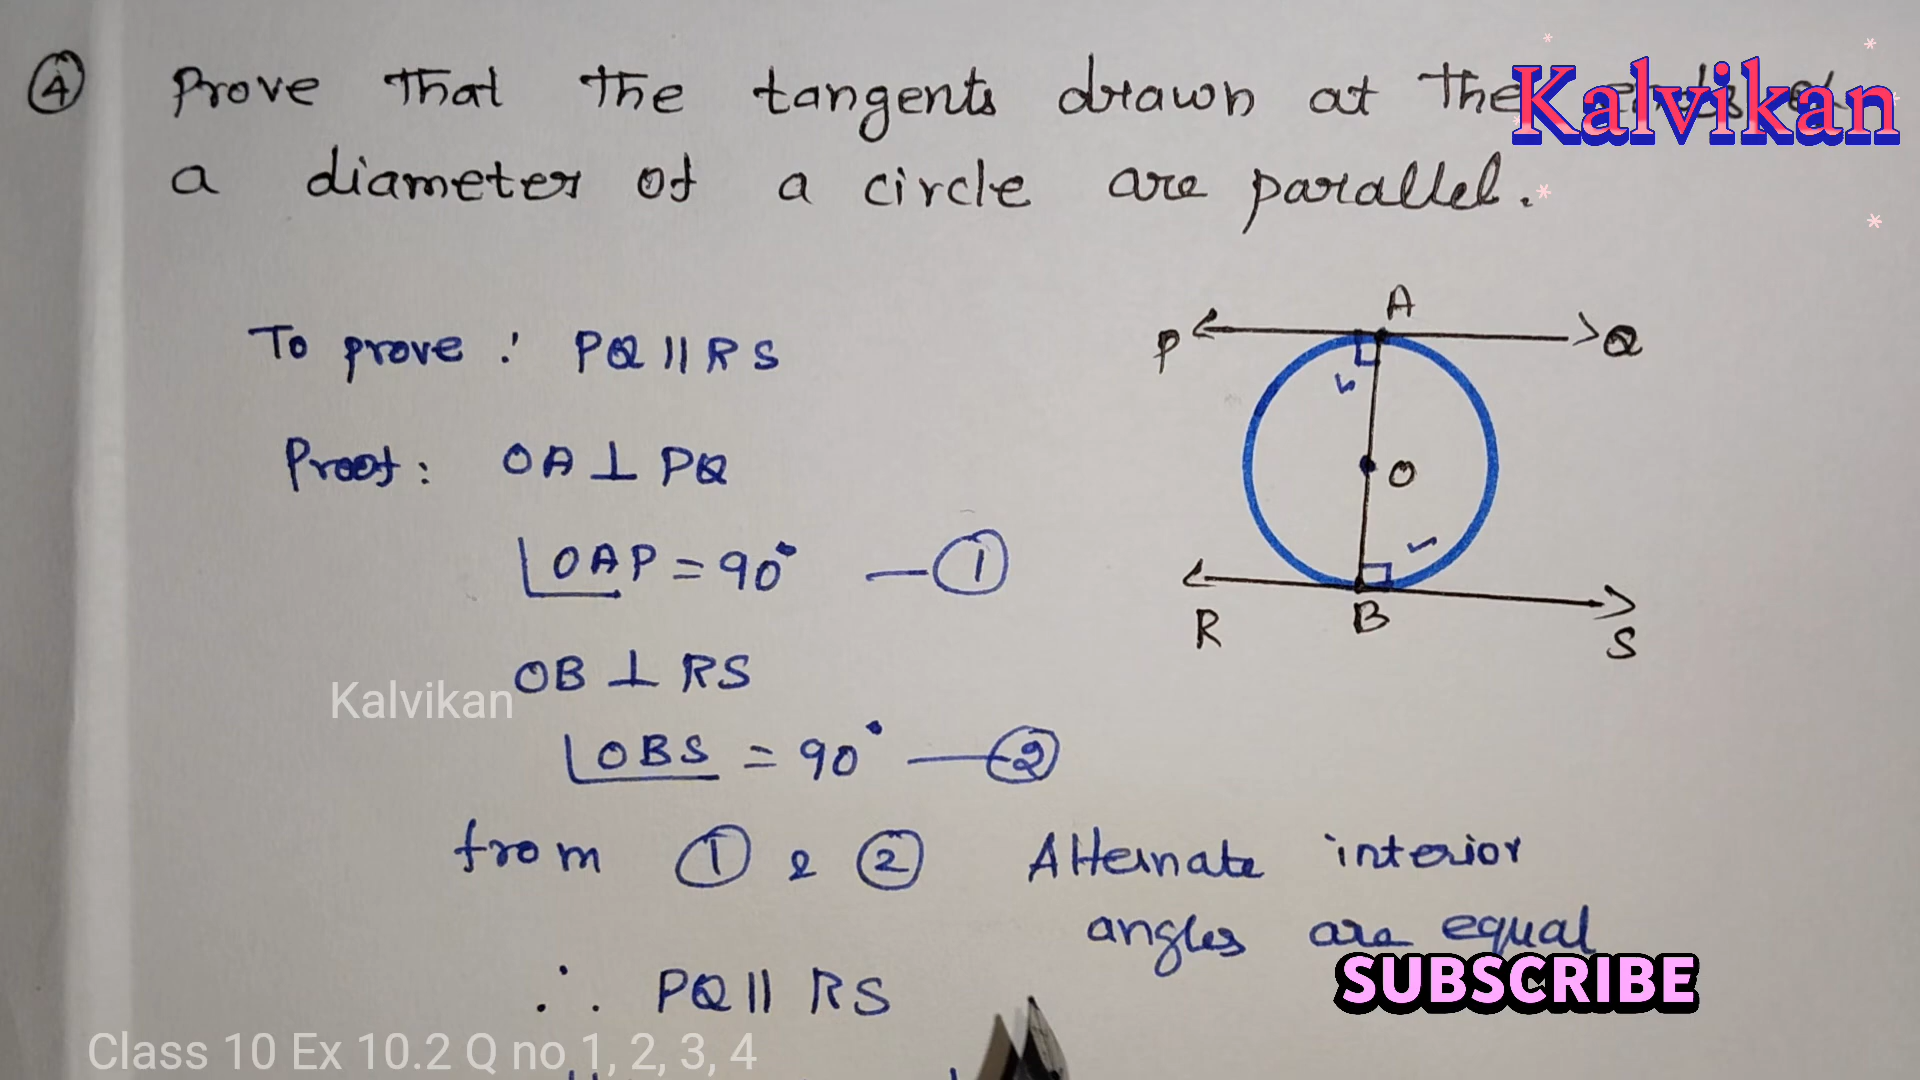 ④ Prove that the tangents drawn at the
Kalvikan
a diameter of a circle are parallel.
To prove : PQ || RS
Proof : OA ⊥ PQ
∠OAP = 90° — ①
OB ⊥ RS
Kalvikan
∠OBS = 90° — ②
from ① & ② Alternate interior
angles are equal
∴ PQ || RS
SUBSCRIBE
Class 10 Ex 10.2 Q no 1, 2, 3, 4
A
P
Q
O
R
B
S